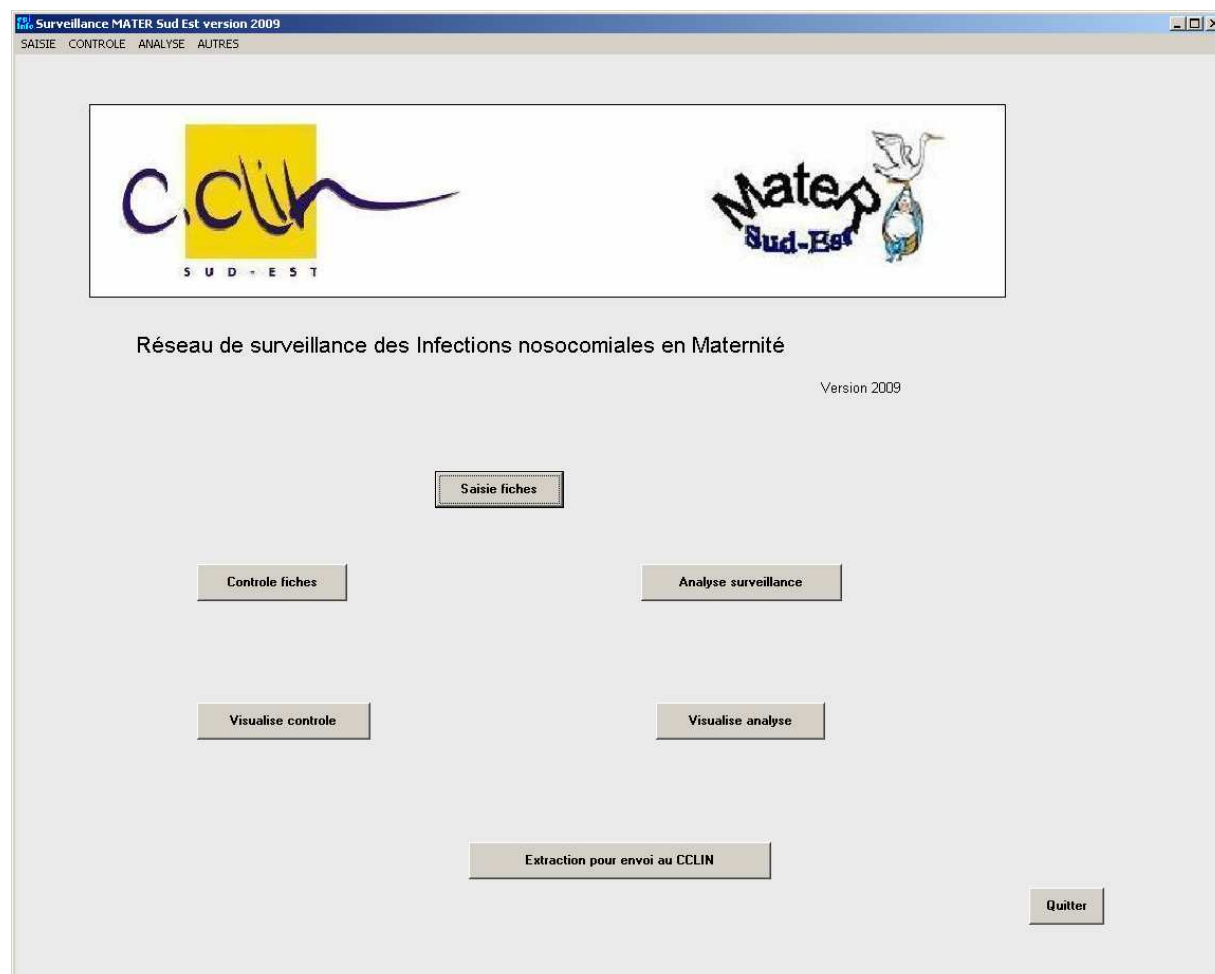 epi
info Surveillance MATER Sud Est version 2009
SAISIE CONTROLE ANALYSE AUTRES
C.CLIN
SUD-EST
MateR
Sud-Est
Réseau de surveillance des Infections nosocomiales en Maternité
Version 2009
Saisie fiches
Controle fiches
Analyse surveillance
Visualise controle
Visualise analyse
Extraction pour envoi au CCLIN
Quitter